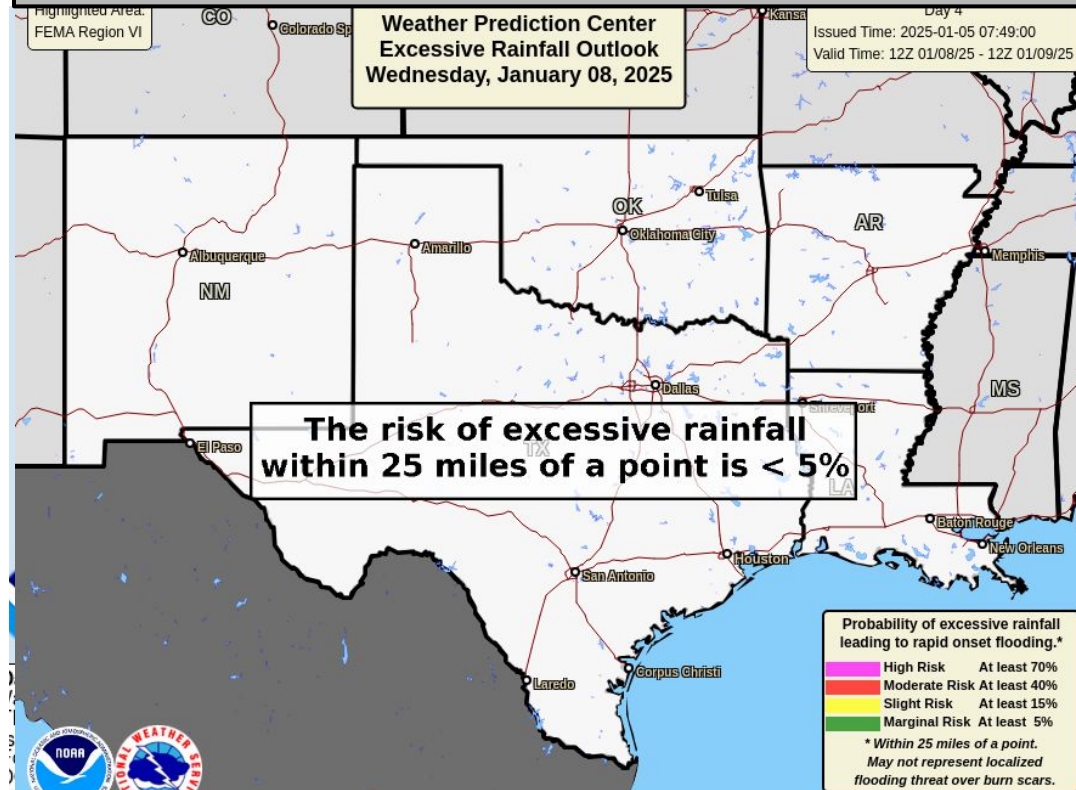 Highlighted Area:
FEMA Region VI
Weather Prediction Center
Excessive Rainfall Outlook
Wednesday, January 08, 2025
Day 4
Issued Time: 2025-01-05 07:49:00
Valid Time: 12Z 01/08/25 - 12Z 01/09/25
CO
Colorado Sp
Kansa
Tulsa
OK
Oklahoma City
AR
Amarillo
Albuquerque
Memphis
NM
Dallas
MS
Shreveport
The risk of excessive rainfall
within 25 miles of a point is < 5%
El Paso
TX
LA
Baton Rouge
New Orleans
Houston
San Antonio
Corpus Christi
Laredo
Probability of excessive rainfall
leading to rapid onset flooding.*
High Risk At least 70%
Moderate Risk At least 40%
Slight Risk At least 15%
Marginal Risk At least 5%
* Within 25 miles of a point.
May not represent localized
flooding threat over burn scars.
NOAA